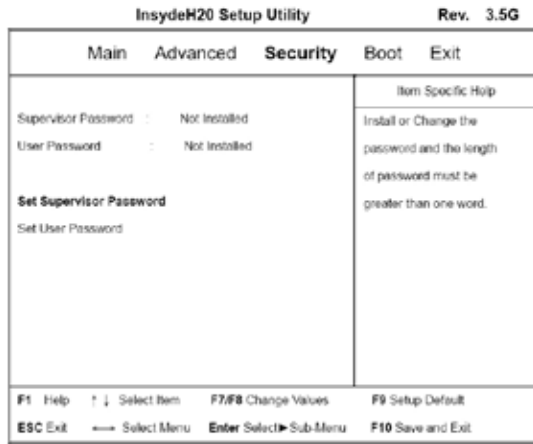 InsydeH20 Setup Utility Rev. 3.5G
Main Advanced Security Boot Exit
Item Specific Help
Supervisor Password : Not Installed
User Password : Not Installed
Set Supervisor Password
Set User Password
Install or Change the
password and the length
of password must be
greater than one word.
F1 Help ↑ ↓ Select Item F7/F8 Change Values F9 Setup Default
ESC Exit ←→ Select Menu Enter Select►Sub-Menu F10 Save and Exit